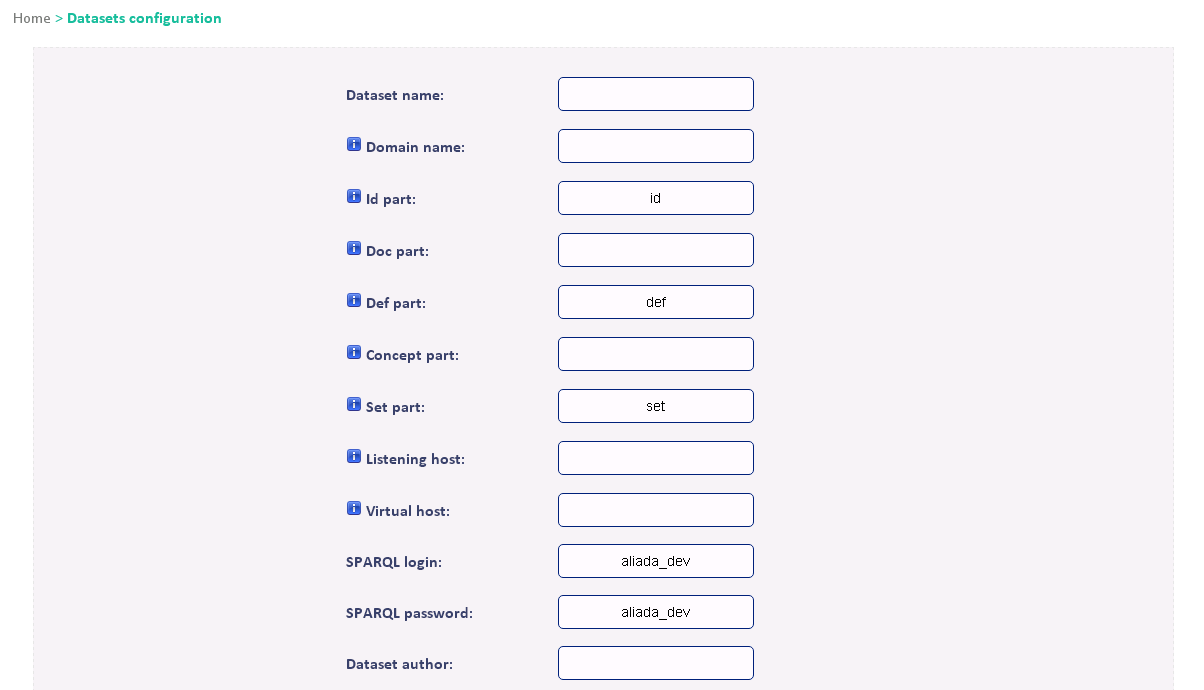 Home > Datasets configuration
Dataset name:
i Domain name:
i Id part: id
i Doc part:
i Def part: def
i Concept part:
i Set part: set
i Listening host:
i Virtual host:
SPARQL login: aliada_dev
SPARQL password: aliada_dev
Dataset author: